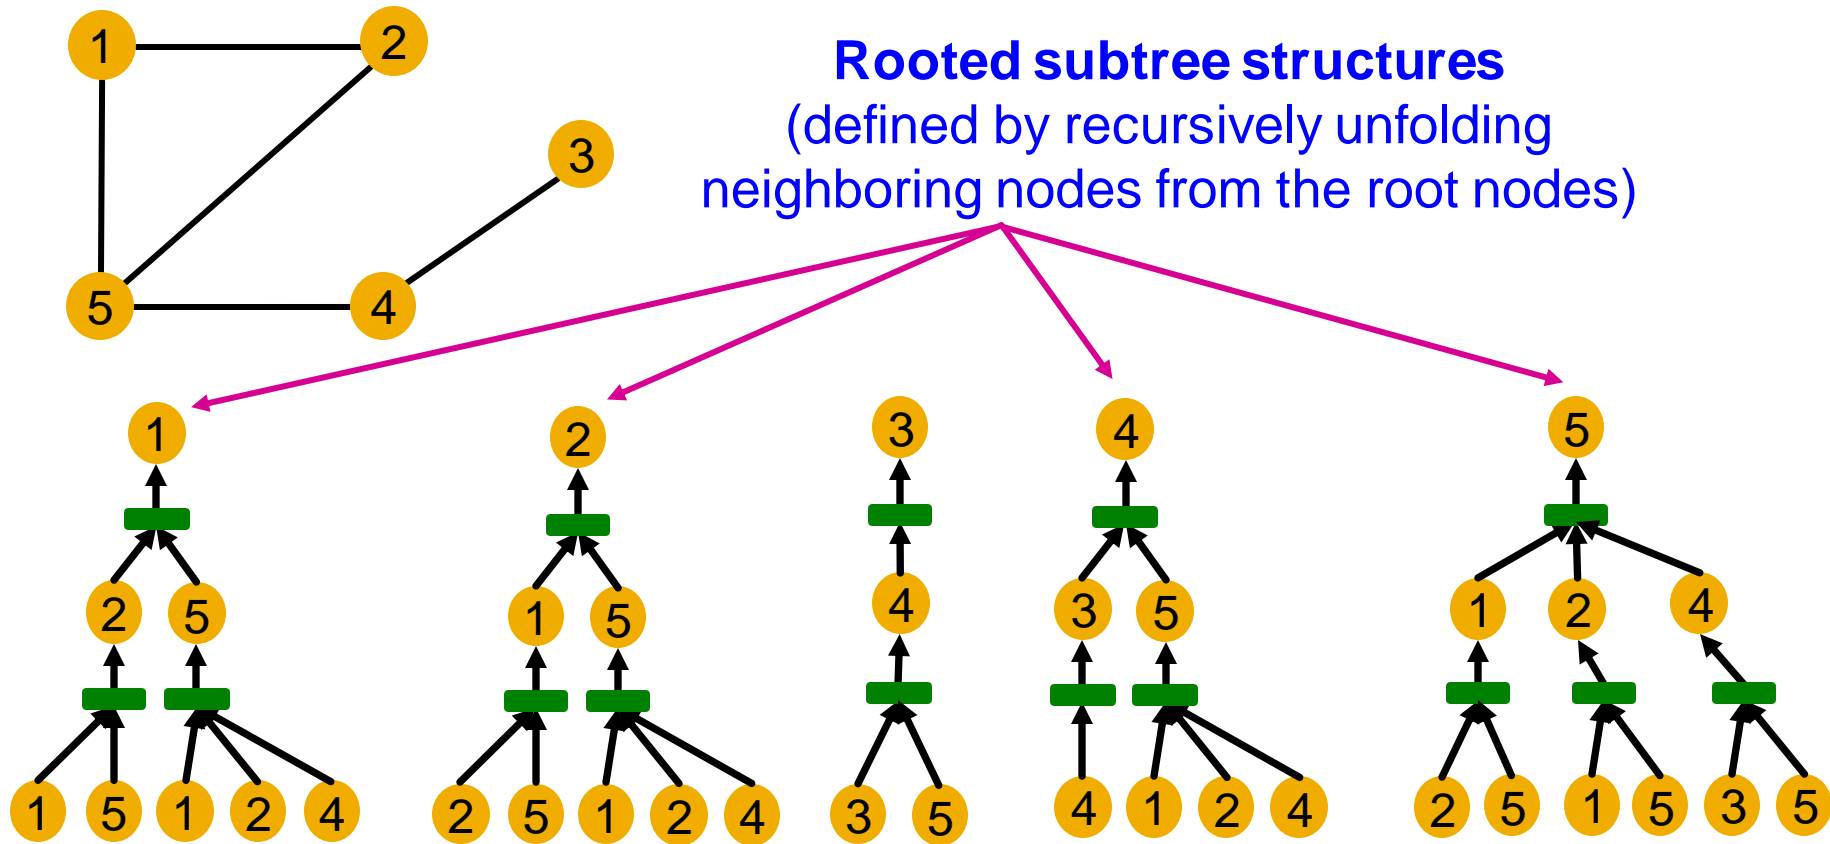 1 2
Rooted subtree structures
(defined by recursively unfolding
3
neighboring nodes from the root nodes)
5 4
1 2 3 4 5
2 5 1 5 4 3 5 1 2 4
1 5 1 2 4 2 5 1 2 4 3 5 4 1 2 4 2 5 1 5 3 5